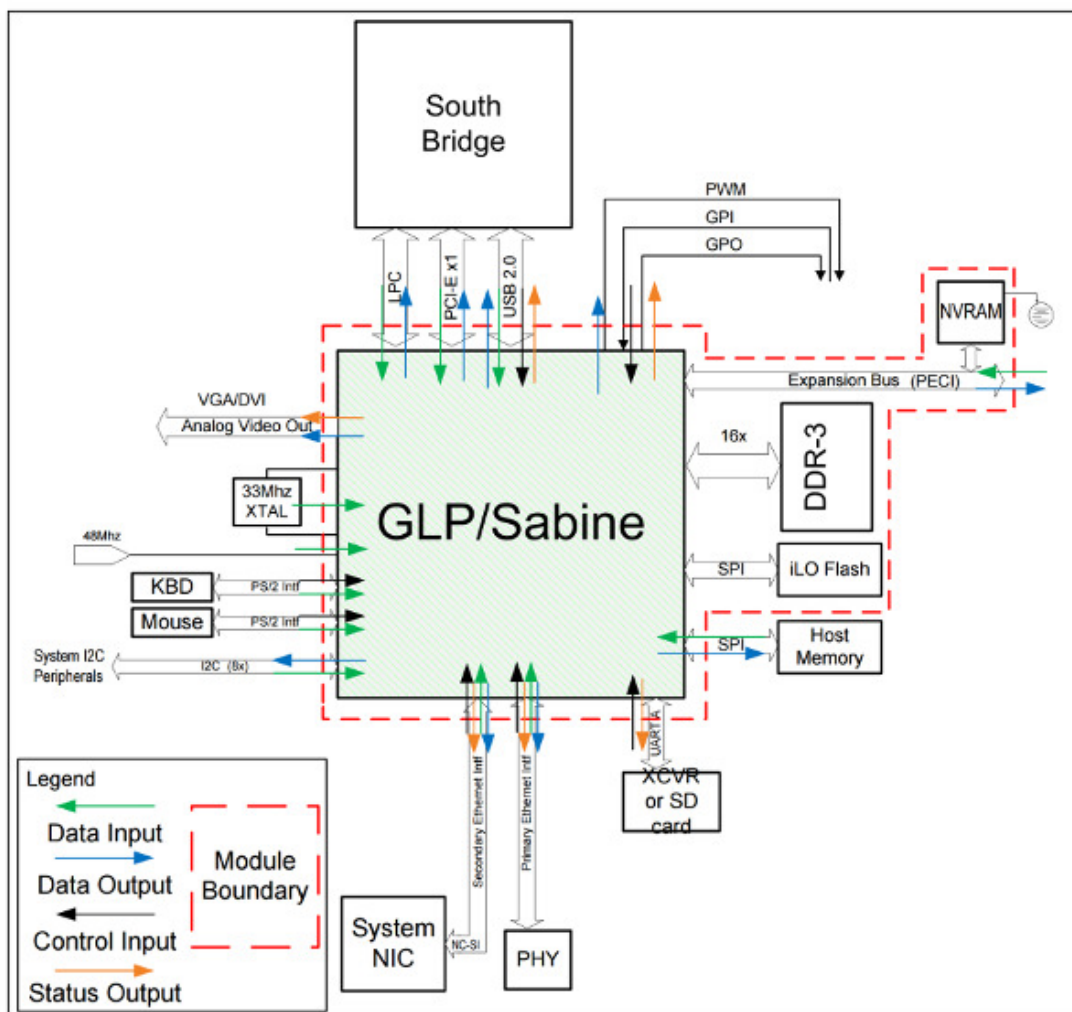 South
Bridge
PWM
GPI
GPO
LPC
PCI-E x1
USB 2.0
NVRAM
Expansion Bus (PECI)
VGA/DVI
Analog Video Out
16x
DDR-3
33Mhz
XTAL
GLP/Sabine
48Mhz
SPI
iLO Flash
KBD
PS/2 Intf
Mouse
PS/2 Intf
SPI
Host
Memory
System I2C
Peripherals
I2C (8x)
UARTA
XCVR
or SD
card
Secondary Ethernet Intf
Primary Ethernet Intf
System
NIC
NC-SI
PHY
Legend
Data Input
Data Output
Control Input
Status Output
Module
Boundary